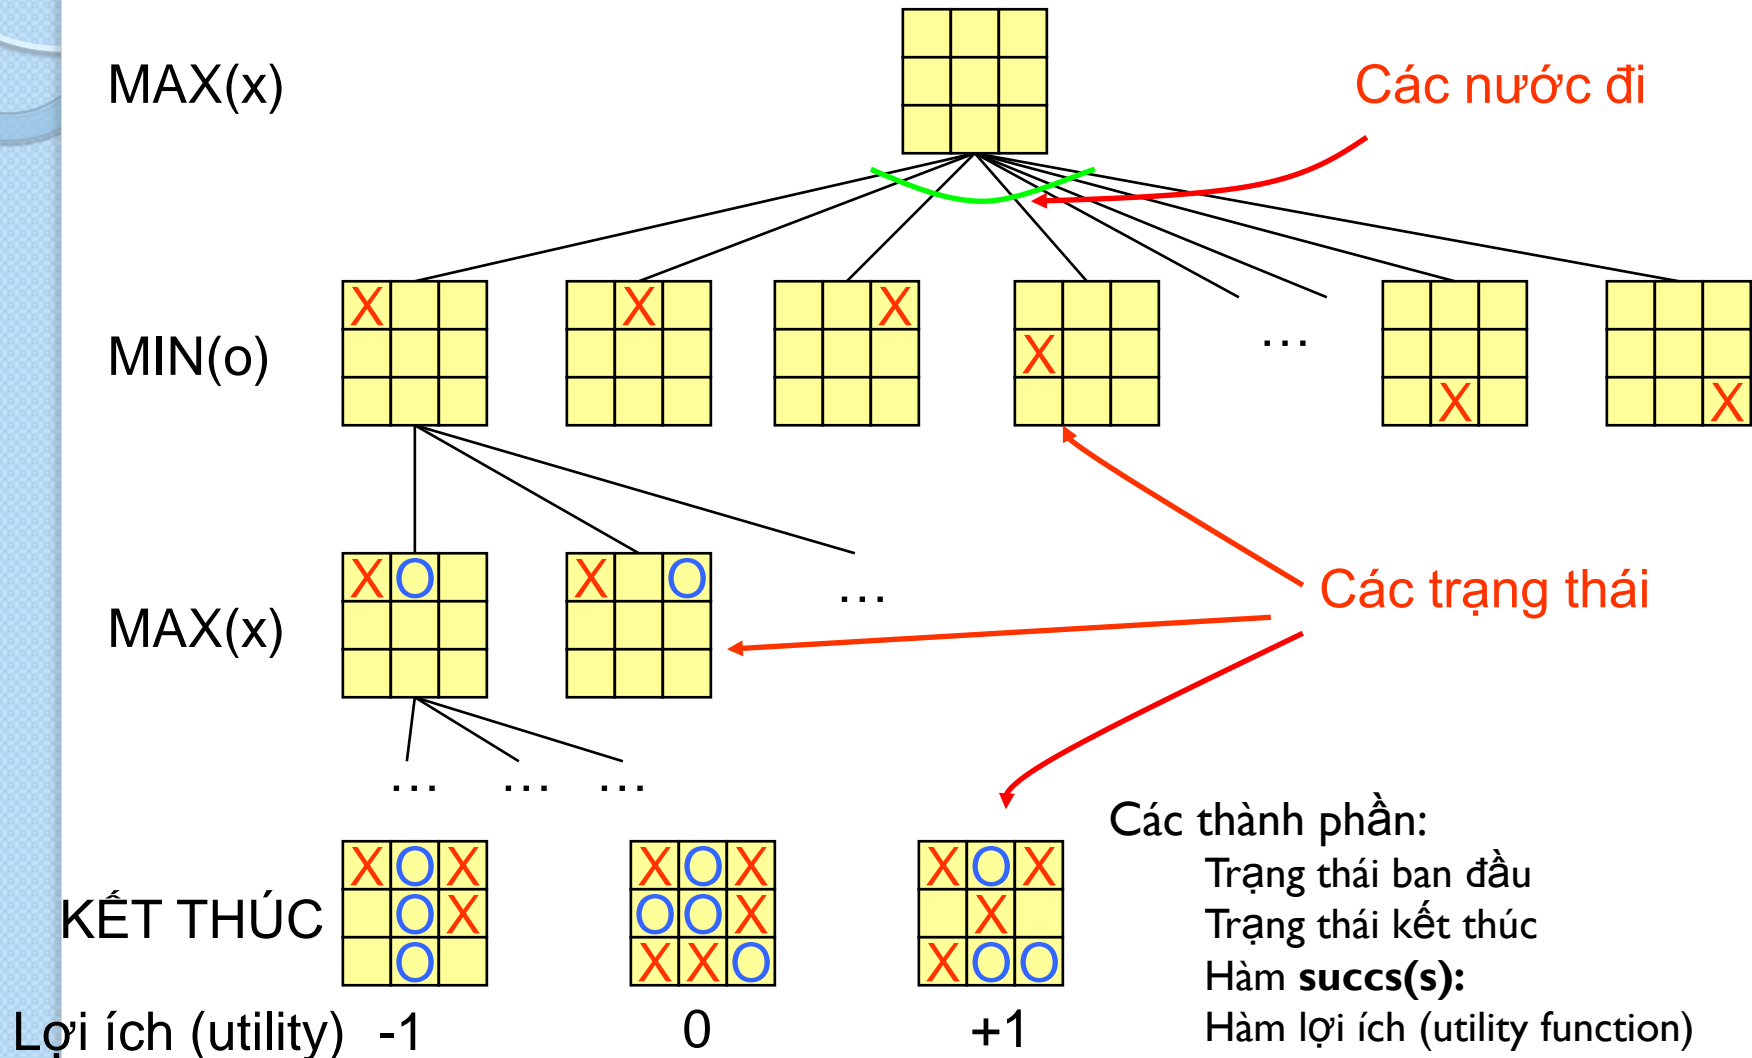 MAX(x)
Các nước đi
X X X X X X
MIN(o)
...
X O X O
...
MAX(x)
Các trạng thái
... ... ...
Các thành phần:
X O X X O X X O X
Trạng thái ban đầu
KẾT THÚC O X O O X X
Trạng thái kết thúc
O X X O X O O
Hàm succs(s):
Lợi ích (utility) -1 0 +1
Hàm lợi ích (utility function)